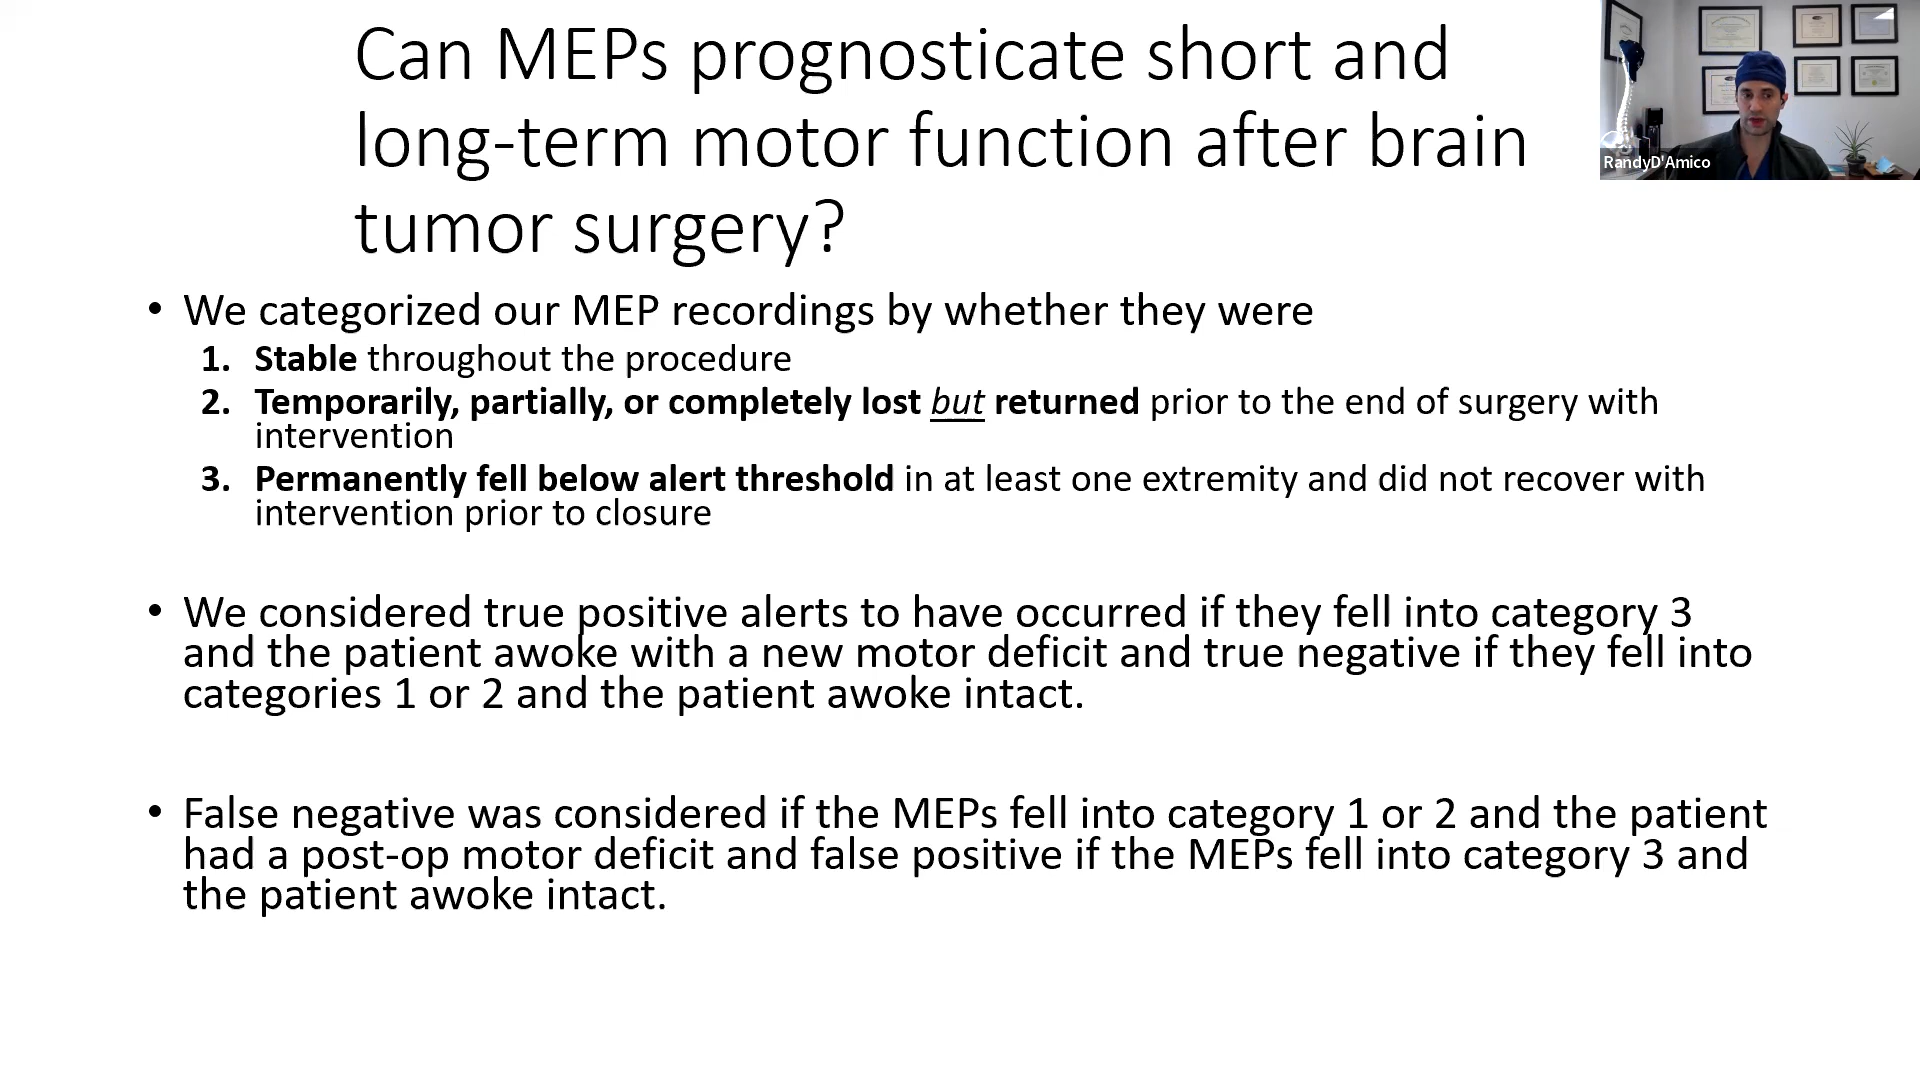 Can MEPs prognosticate short and
long-term motor function after brain
tumor surgery?
RandyD'Amico
• We categorized our MEP recordings by whether they were
1. Stable throughout the procedure
2. Temporarily, partially, or completely lost but returned prior to the end of surgery with
intervention
3. Permanently fell below alert threshold in at least one extremity and did not recover with
intervention prior to closure
• We considered true positive alerts to have occurred if they fell into category 3
and the patient awoke with a new motor deficit and true negative if they fell into
categories 1 or 2 and the patient awoke intact.
• False negative was considered if the MEPs fell into category 1 or 2 and the patient
had a post-op motor deficit and false positive if the MEPs fell into category 3 and
the patient awoke intact.